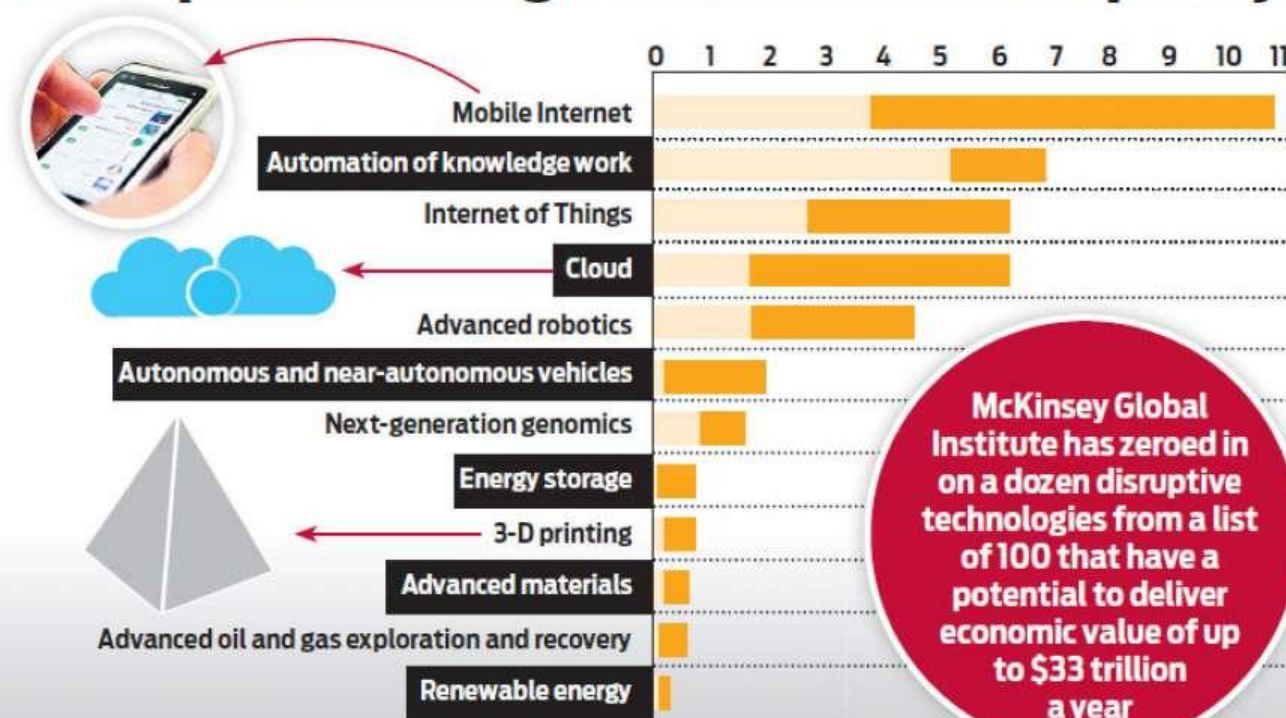 0 1 2 3 4 5 6 7 8 9 10 11
Mobile Internet
Automation of knowledge work
Internet of Things
Cloud
Advanced robotics
Autonomous and near-autonomous vehicles
Next-generation genomics
Energy storage
3-D printing
Advanced materials
Advanced oil and gas exploration and recovery
Renewable energy
McKinsey Global
Institute has zeroed in
on a dozen disruptive
technologies from a list
of 100 that have a
potential to deliver
economic value of up
to $33 trillion
a year